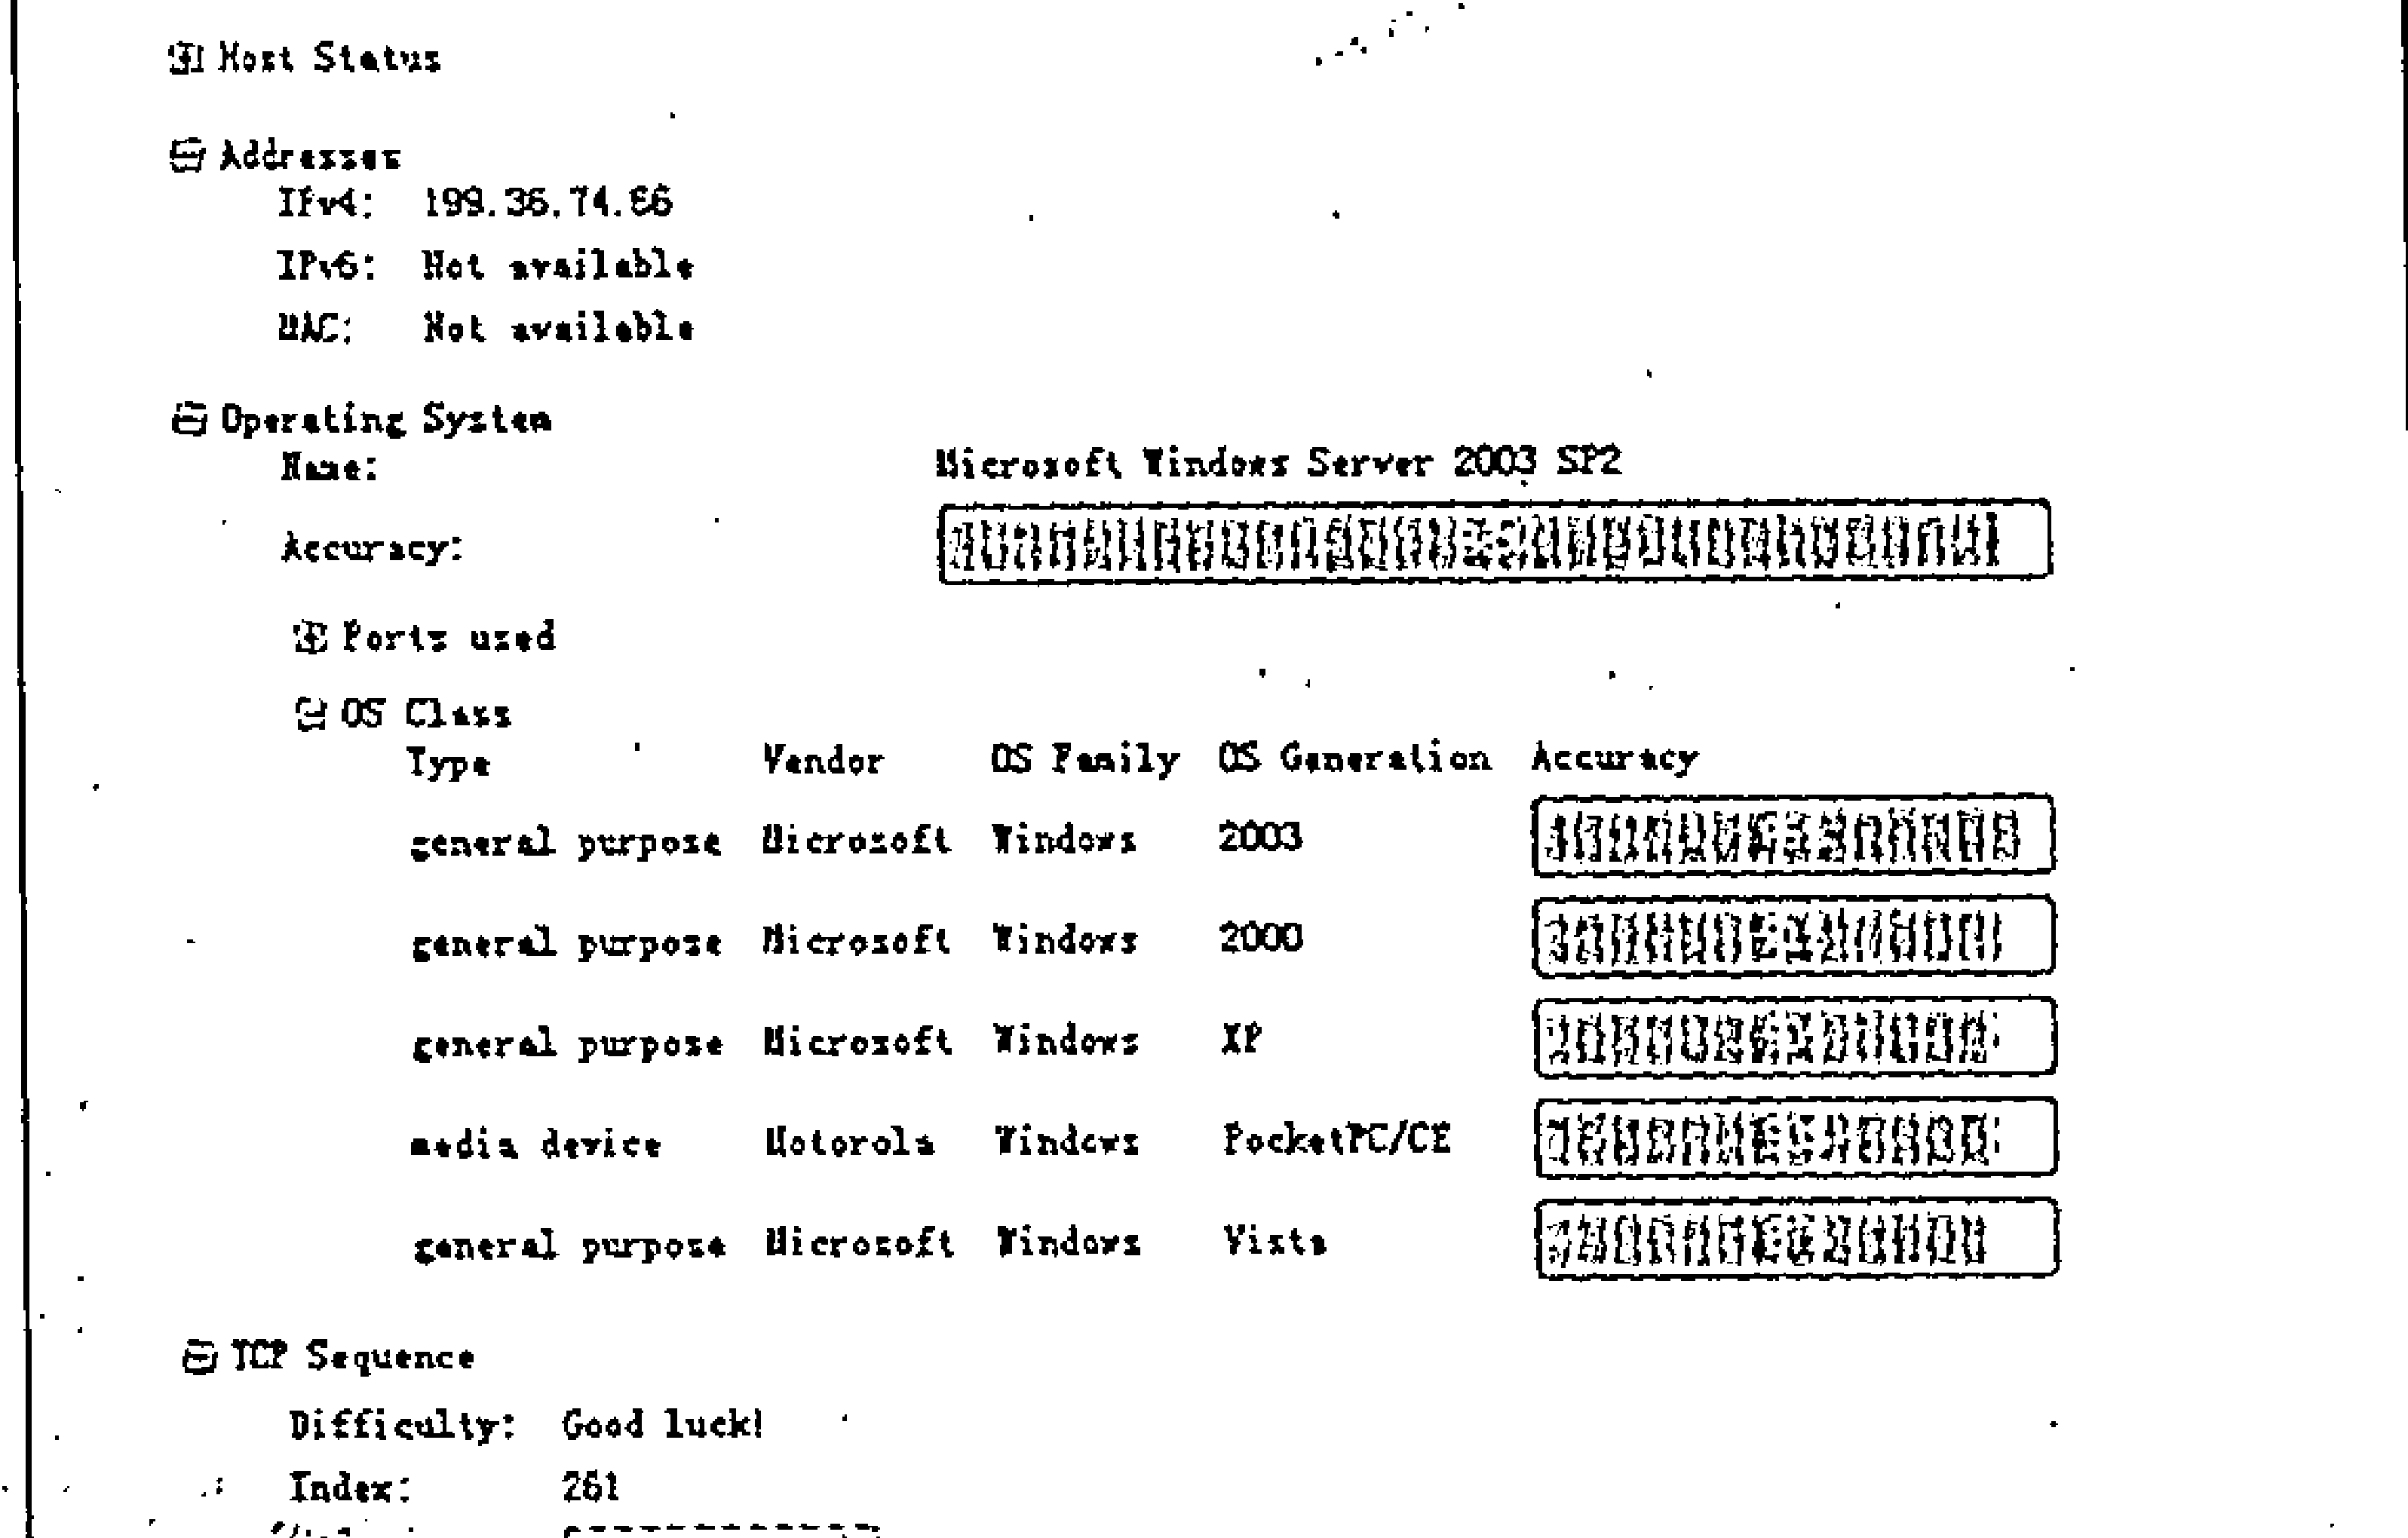 Host Status
Addresses
IPv4: 199.36.74.66
IPv6: Not available
MAC: Not available
Operating System
Name: Microsoft Windows Server 2003 SP2
Accuracy:
Ports used
OS Class
Type Vendor OS Family OS Generation Accuracy
general purpose Microsoft Windows 2003
general purpose Microsoft Windows 2000
general purpose Microsoft Windows XP
media device Motorola Windows PocketPC/CE
general purpose Microsoft Windows Vista
TCP Sequence
Difficulty: Good luck!
Index: 261